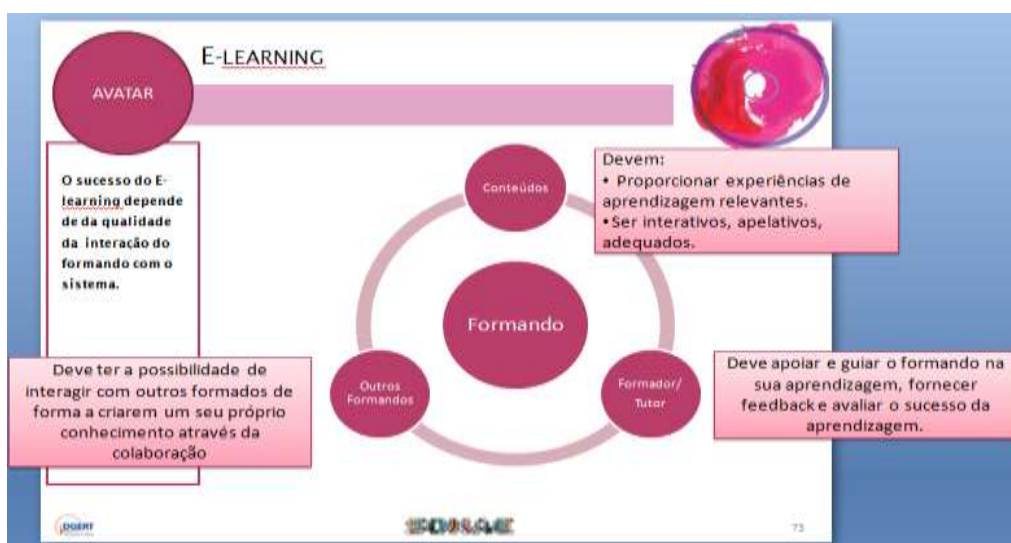 E-LEARNING
AVATAR
O sucesso do E-
learning depende
de da qualidade
da interação do
formando com o
sistema.
Conteúdos
Devem:
• Proporcionar experiências de
aprendizagem relevantes.
•Ser interativos, apelativos,
adequados.
Formando
Deve ter a possibilidade de
interagir com outros formados de
forma a criarem um seu próprio
conhecimento através da
colaboração
Outros
Formandos
Formador/
Tutor
Deve apoiar e guiar o formando na
sua aprendizagem, fornecer
feedback e avaliar o sucesso da
aprendizagem.
DGERT
73